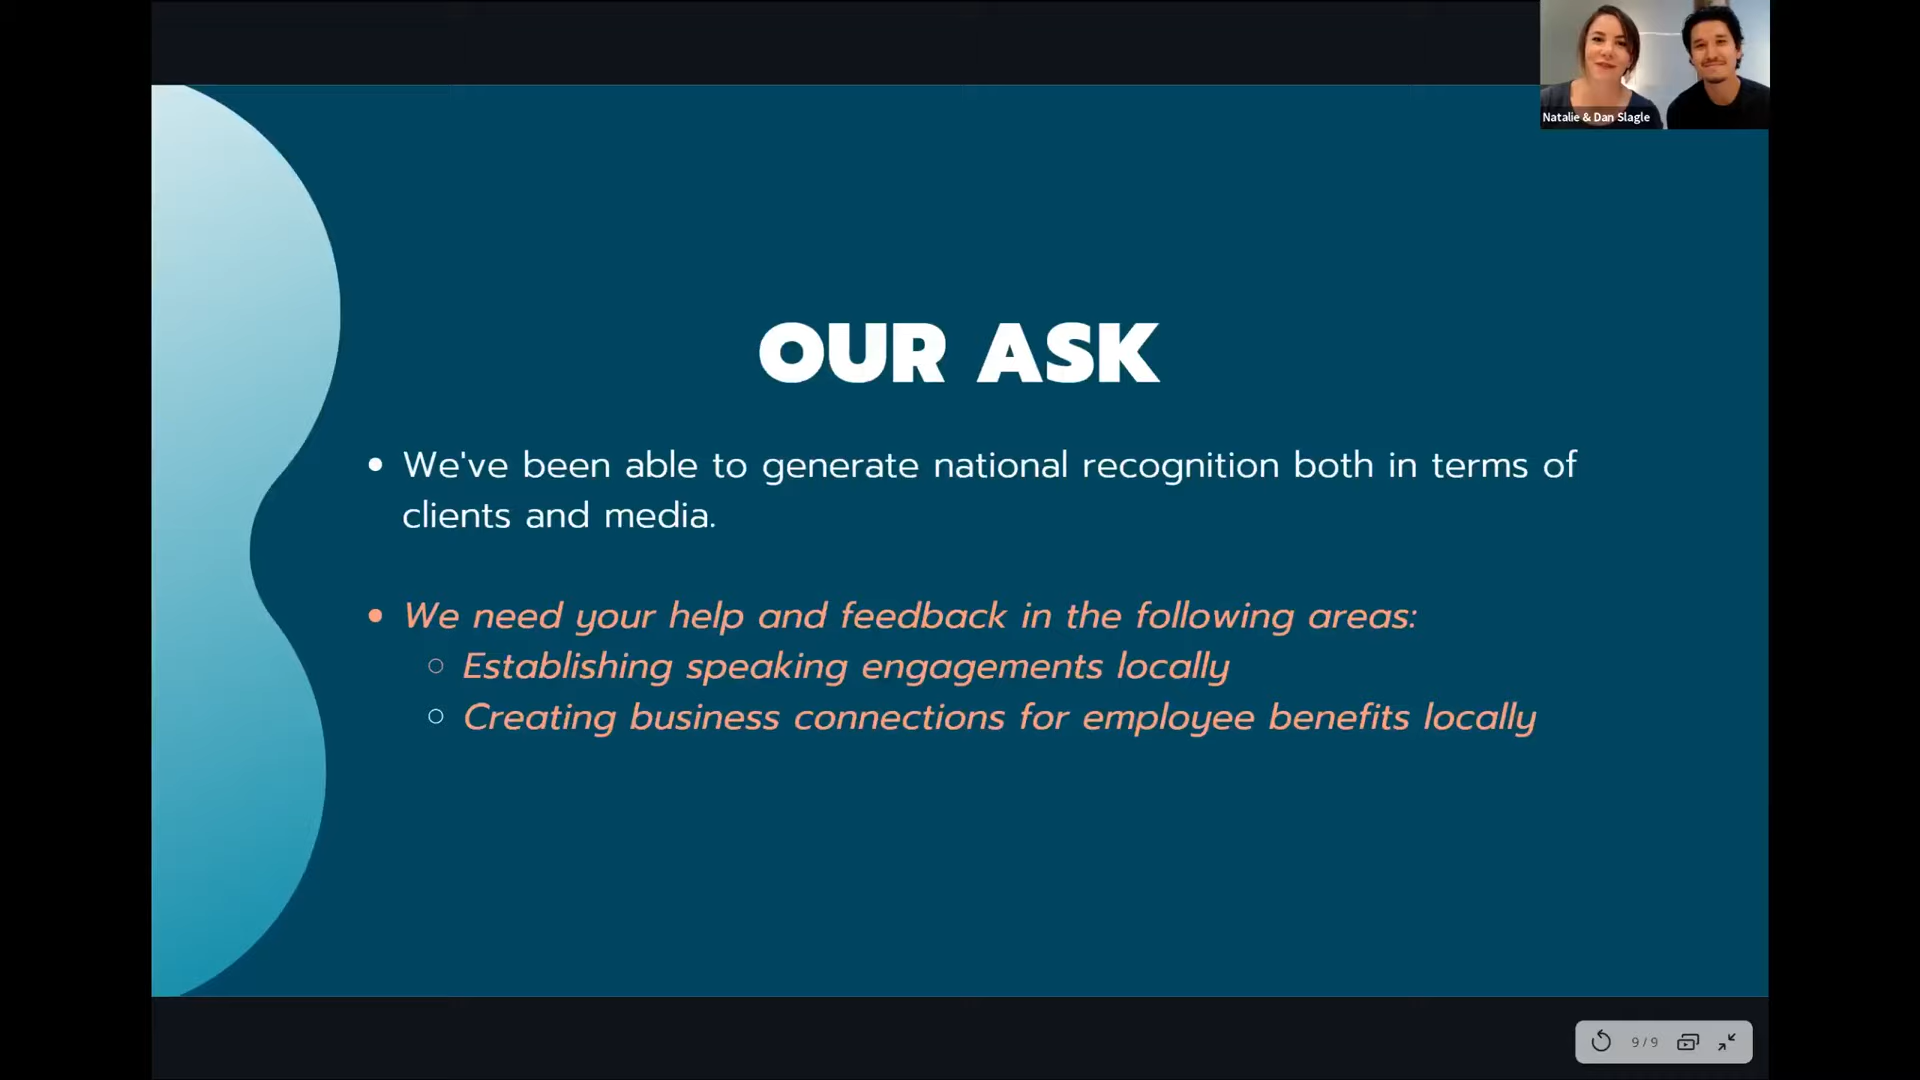 Natalie & Dan Slagle
OUR ASK
• We've been able to generate national recognition both in terms of
clients and media.
• We need your help and feedback in the following areas:
○ Establishing speaking engagements locally
○ Creating business connections for employee benefits locally
9/9